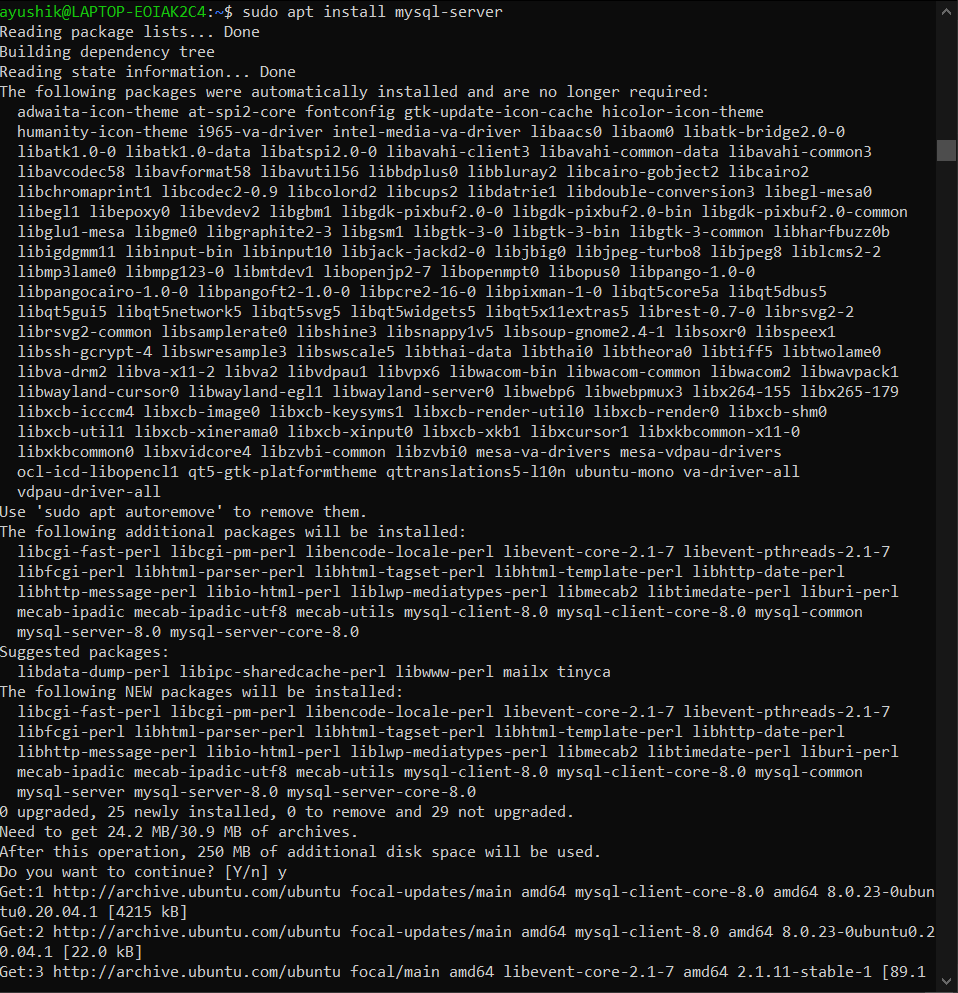 ayushik@LAPTOP-EOIAK2C4:~$ sudo apt install mysql-server
Reading package lists... Done
Building dependency tree
Reading state information... Done
The following packages were automatically installed and are no longer required:
  adwaita-icon-theme at-spi2-core fontconfig gtk-update-icon-cache hicolor-icon-theme
  humanity-icon-theme i965-va-driver intel-media-va-driver libaacs0 libaom0 libatk-bridge2.0-0
  libatk1.0-0 libatk1.0-data libatspi2.0-0 libavahi-client3 libavahi-common-data libavahi-common3
  libavcodec58 libavformat58 libavutil56 libbdplus0 libbluray2 libcairo-gobject2 libcairo2
  libchromaprint1 libcodec2-0.9 libcolord2 libcups2 libdatrie1 libdouble-conversion3 libegl-mesa0
  libegl1 libepoxy0 libevdev2 libgbm1 libgdk-pixbuf2.0-0 libgdk-pixbuf2.0-bin libgdk-pixbuf2.0-common
  libglu1-mesa libgme0 libgraphite2-3 libgsm1 libgtk-3-0 libgtk-3-bin libgtk-3-common libharfbuzz0b
  libigdgmm11 libinput-bin libinput10 libjack-jackd2-0 libjbig0 libjpeg-turbo8 libjpeg8 liblcms2-2
  libmp3lame0 libmpg123-0 libmtdev1 libopenjp2-7 libopenmpt0 libopus0 libpango-1.0-0
  libpangocairo-1.0-0 libpangoft2-1.0-0 libpcre2-16-0 libpixman-1-0 libqt5core5a libqt5dbus5
  libqt5gui5 libqt5network5 libqt5svg5 libqt5widgets5 libqt5x11extras5 librest-0.7-0 librsvg2-2
  librsvg2-common libsamplerate0 libshine3 libsnappy1v5 libsoup-gnome2.4-1 libsoxr0 libspeex1
  libssh-gcrypt-4 libswresample3 libswscale5 libthai-data libthai0 libtheora0 libtiff5 libtwolame0
  libva-drm2 libva-x11-2 libva2 libvdpau1 libvpx6 libwacom-bin libwacom-common libwacom2 libwavpack1
  libwayland-cursor0 libwayland-egl1 libwayland-server0 libwebp6 libwebpmux3 libx264-155 libx265-179
  libxcb-icccm4 libxcb-image0 libxcb-keysyms1 libxcb-render-util0 libxcb-render0 libxcb-shm0
  libxcb-util1 libxcb-xinerama0 libxcb-xinput0 libxcb-xkb1 libxcursor1 libxkbcommon-x11-0
  libxkbcommon0 libxvidcore4 libzvbi-common libzvbi0 mesa-va-drivers mesa-vdpau-drivers
  ocl-icd-libopencl1 qt5-gtk-platformtheme qttranslations5-l10n ubuntu-mono va-driver-all
  vdpau-driver-all
Use 'sudo apt autoremove' to remove them.
The following additional packages will be installed:
  libcgi-fast-perl libcgi-pm-perl libencode-locale-perl libevent-core-2.1-7 libevent-pthreads-2.1-7
  libfcgi-perl libhtml-parser-perl libhtml-tagset-perl libhtml-template-perl libhttp-date-perl
  libhttp-message-perl libio-html-perl liblwp-mediatypes-perl libmecab2 libtimedate-perl liburi-perl
  mecab-ipadic mecab-ipadic-utf8 mecab-utils mysql-client-8.0 mysql-client-core-8.0 mysql-common
  mysql-server-8.0 mysql-server-core-8.0
Suggested packages:
  libdata-dump-perl libipc-sharedcache-perl libwww-perl mailx tinyca
The following NEW packages will be installed:
  libcgi-fast-perl libcgi-pm-perl libencode-locale-perl libevent-core-2.1-7 libevent-pthreads-2.1-7
  libfcgi-perl libhtml-parser-perl libhtml-tagset-perl libhtml-template-perl libhttp-date-perl
  libhttp-message-perl libio-html-perl liblwp-mediatypes-perl libmecab2 libtimedate-perl liburi-perl
  mecab-ipadic mecab-ipadic-utf8 mecab-utils mysql-client-8.0 mysql-client-core-8.0 mysql-common
  mysql-server mysql-server-8.0 mysql-server-core-8.0
0 upgraded, 25 newly installed, 0 to remove and 29 not upgraded.
Need to get 24.2 MB/30.9 MB of archives.
After this operation, 250 MB of additional disk space will be used.
Do you want to continue? [Y/n] y
Get:1 http://archive.ubuntu.com/ubuntu focal-updates/main amd64 mysql-client-core-8.0 amd64 8.0.23-0ubun
tu0.20.04.1 [4215 kB]
Get:2 http://archive.ubuntu.com/ubuntu focal-updates/main amd64 mysql-client-8.0 amd64 8.0.23-0ubuntu0.2
0.04.1 [22.0 kB]
Get:3 http://archive.ubuntu.com/ubuntu focal/main amd64 libevent-core-2.1-7 amd64 2.1.11-stable-1 [89.1